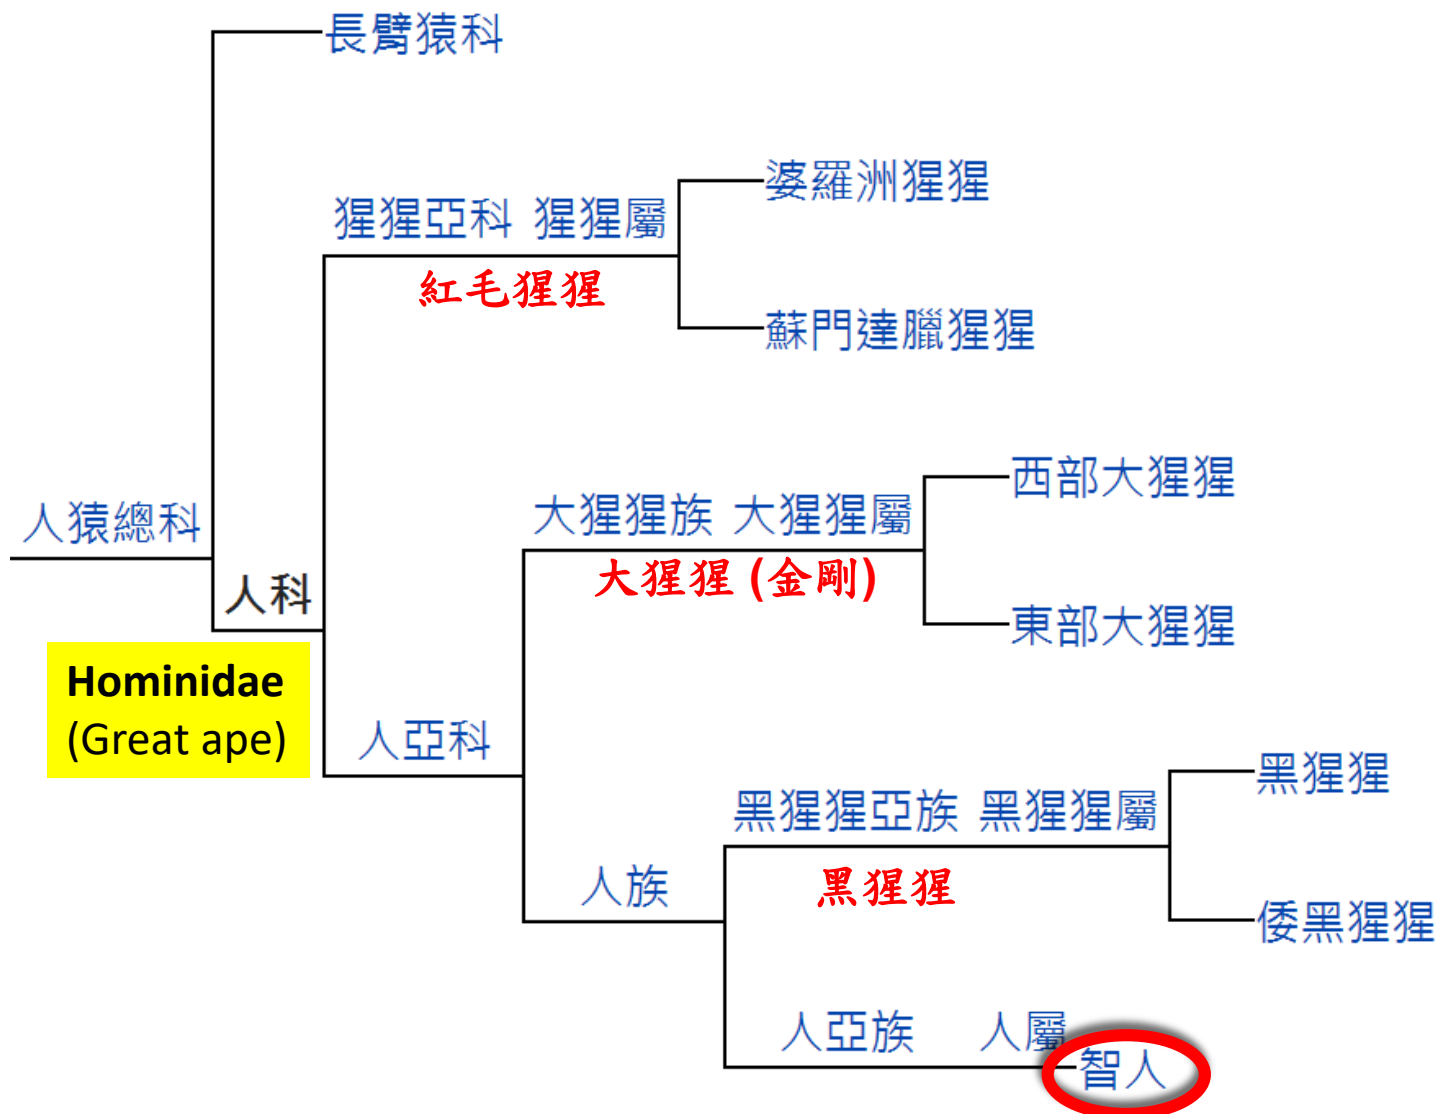 長臂猿科
婆羅洲猩猩
猩猩亞科 猩猩屬
紅毛猩猩
蘇門達臘猩猩
西部大猩猩
人猿總科
大猩猩族 大猩猩屬
大猩猩 (金剛)
人科
東部大猩猩
Hominidae
(Great ape)
人亞科
黑猩猩
黑猩猩亞族 黑猩猩屬
人族
黑猩猩
倭黑猩猩
人亞族 人屬
智人